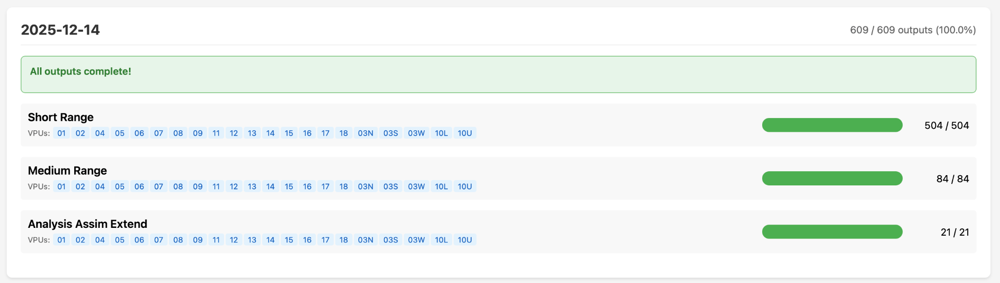 2025-12-14
609 / 609 outputs (100.0%)
All outputs complete!
Short Range
VPUs: 01 02 04 05 06 07 08 09 11 12 13 14 15 16 17 18 03N 03S 03W 10L 10U
504 / 504
Medium Range
VPUs: 01 02 04 05 06 07 08 09 11 12 13 14 15 16 17 18 03N 03S 03W 10L 10U
84 / 84
Analysis Assim Extend
VPUs: 01 02 04 05 06 07 08 09 11 12 13 14 15 16 17 18 03N 03S 03W 10L 10U
21 / 21